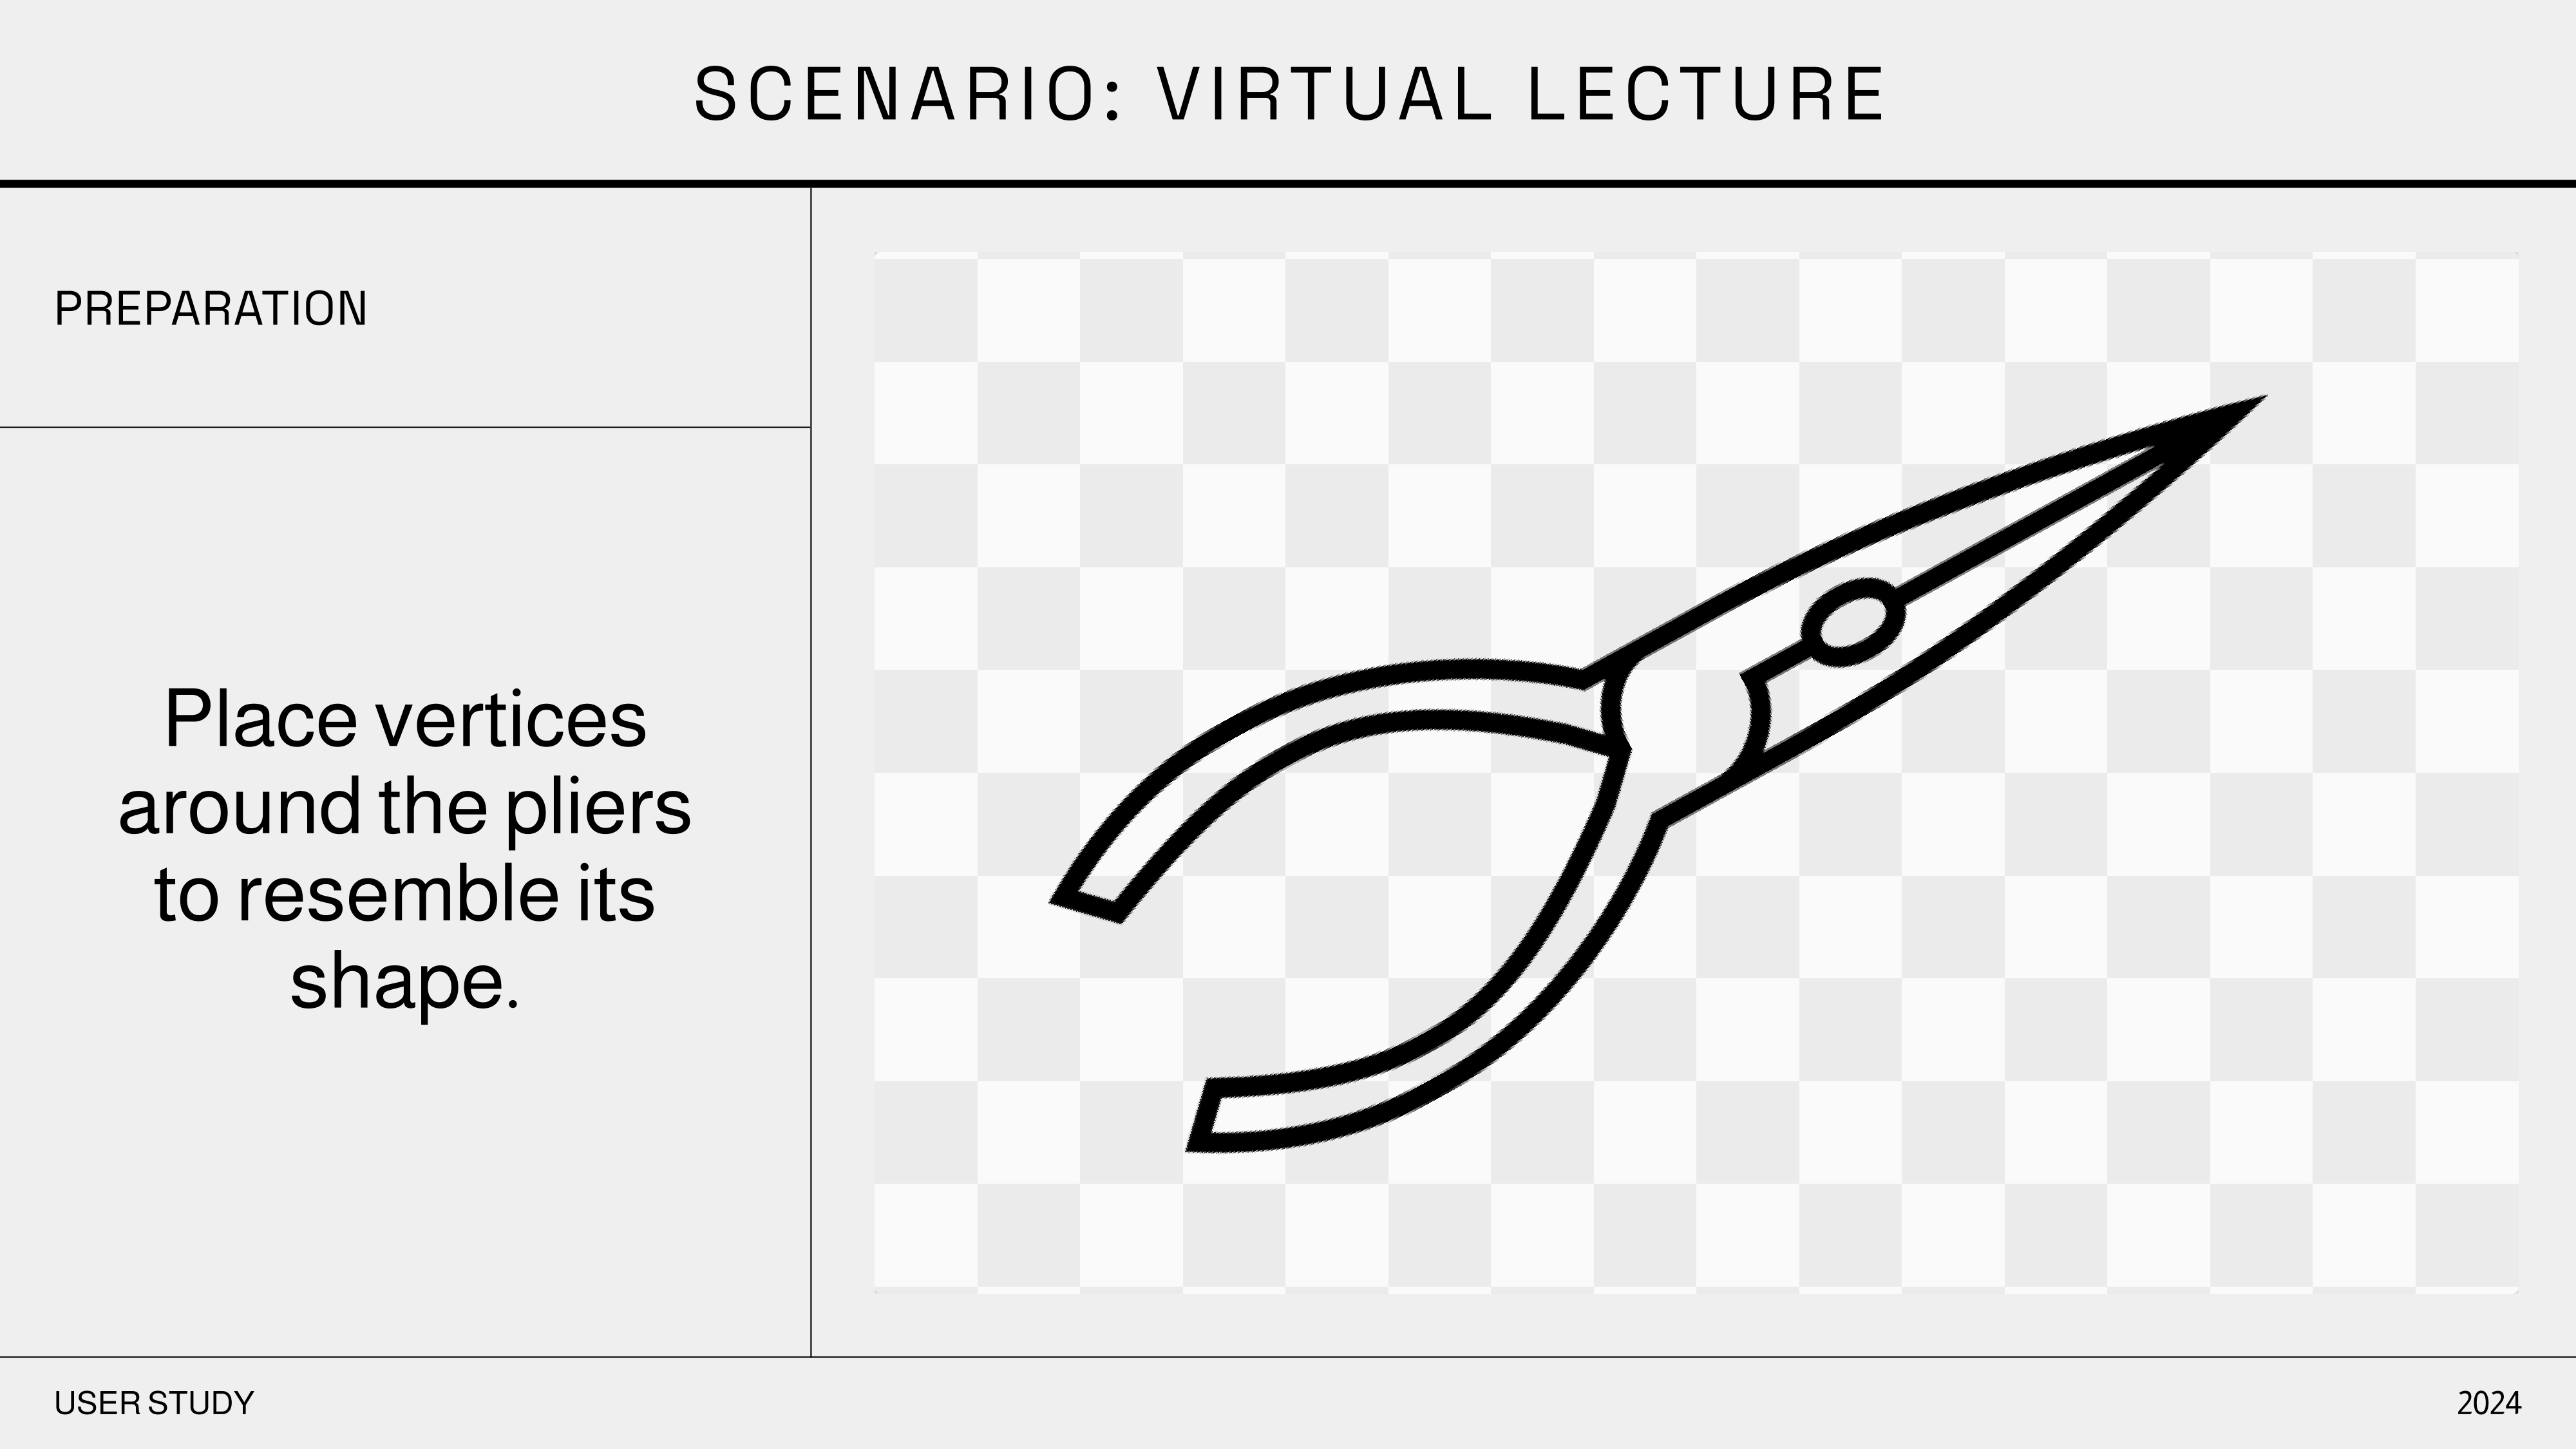 SCENARIO: VIRTUAL LECTURE
PREPARATION
Place vertices
around the pliers
to resemble its
shape.
USER STUDY
2024